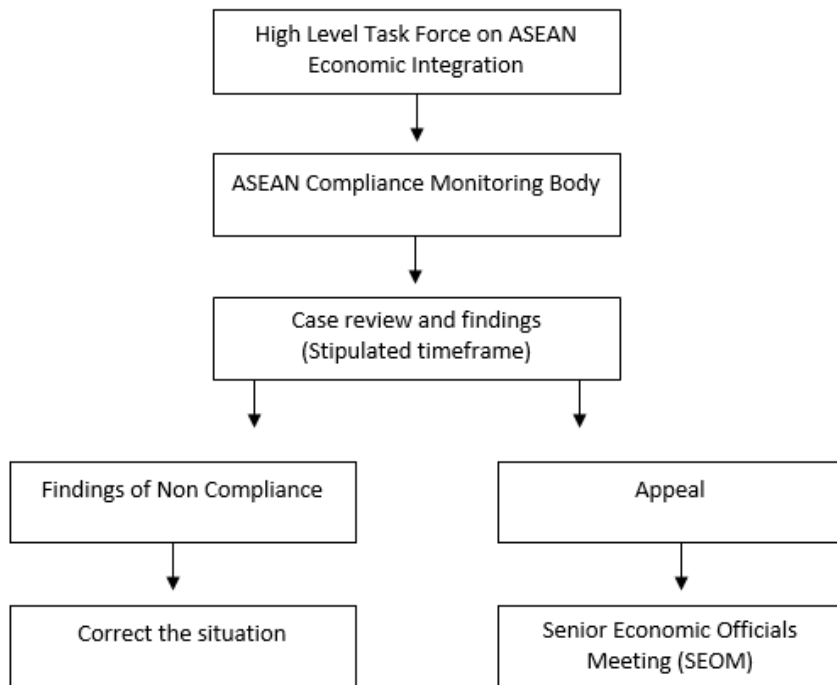 High Level Task Force on ASEAN
Economic Integration
ASEAN Compliance Monitoring Body
Case review and findings
(Stipulated timeframe)
Findings of Non Compliance
Appeal
Correct the situation
Senior Economic Officials
Meeting (SEOM)